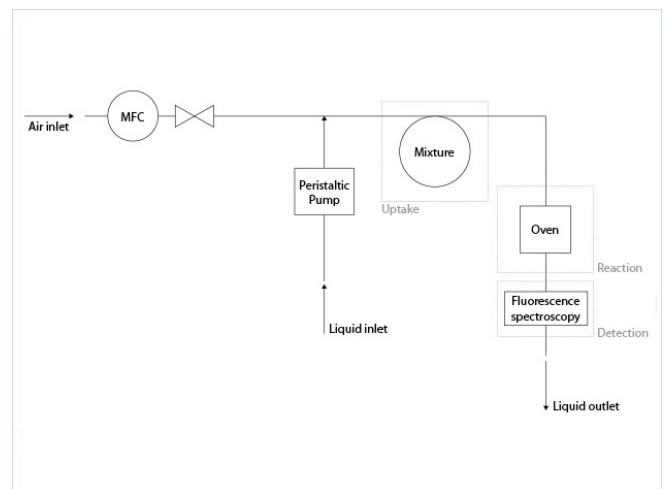 MFC
Air inlet
Mixture
Peristaltic
Pump
Uptake
Oven
Reaction
Fluorescence
spectroscopy
Liquid inlet
Detection
Liquid outlet